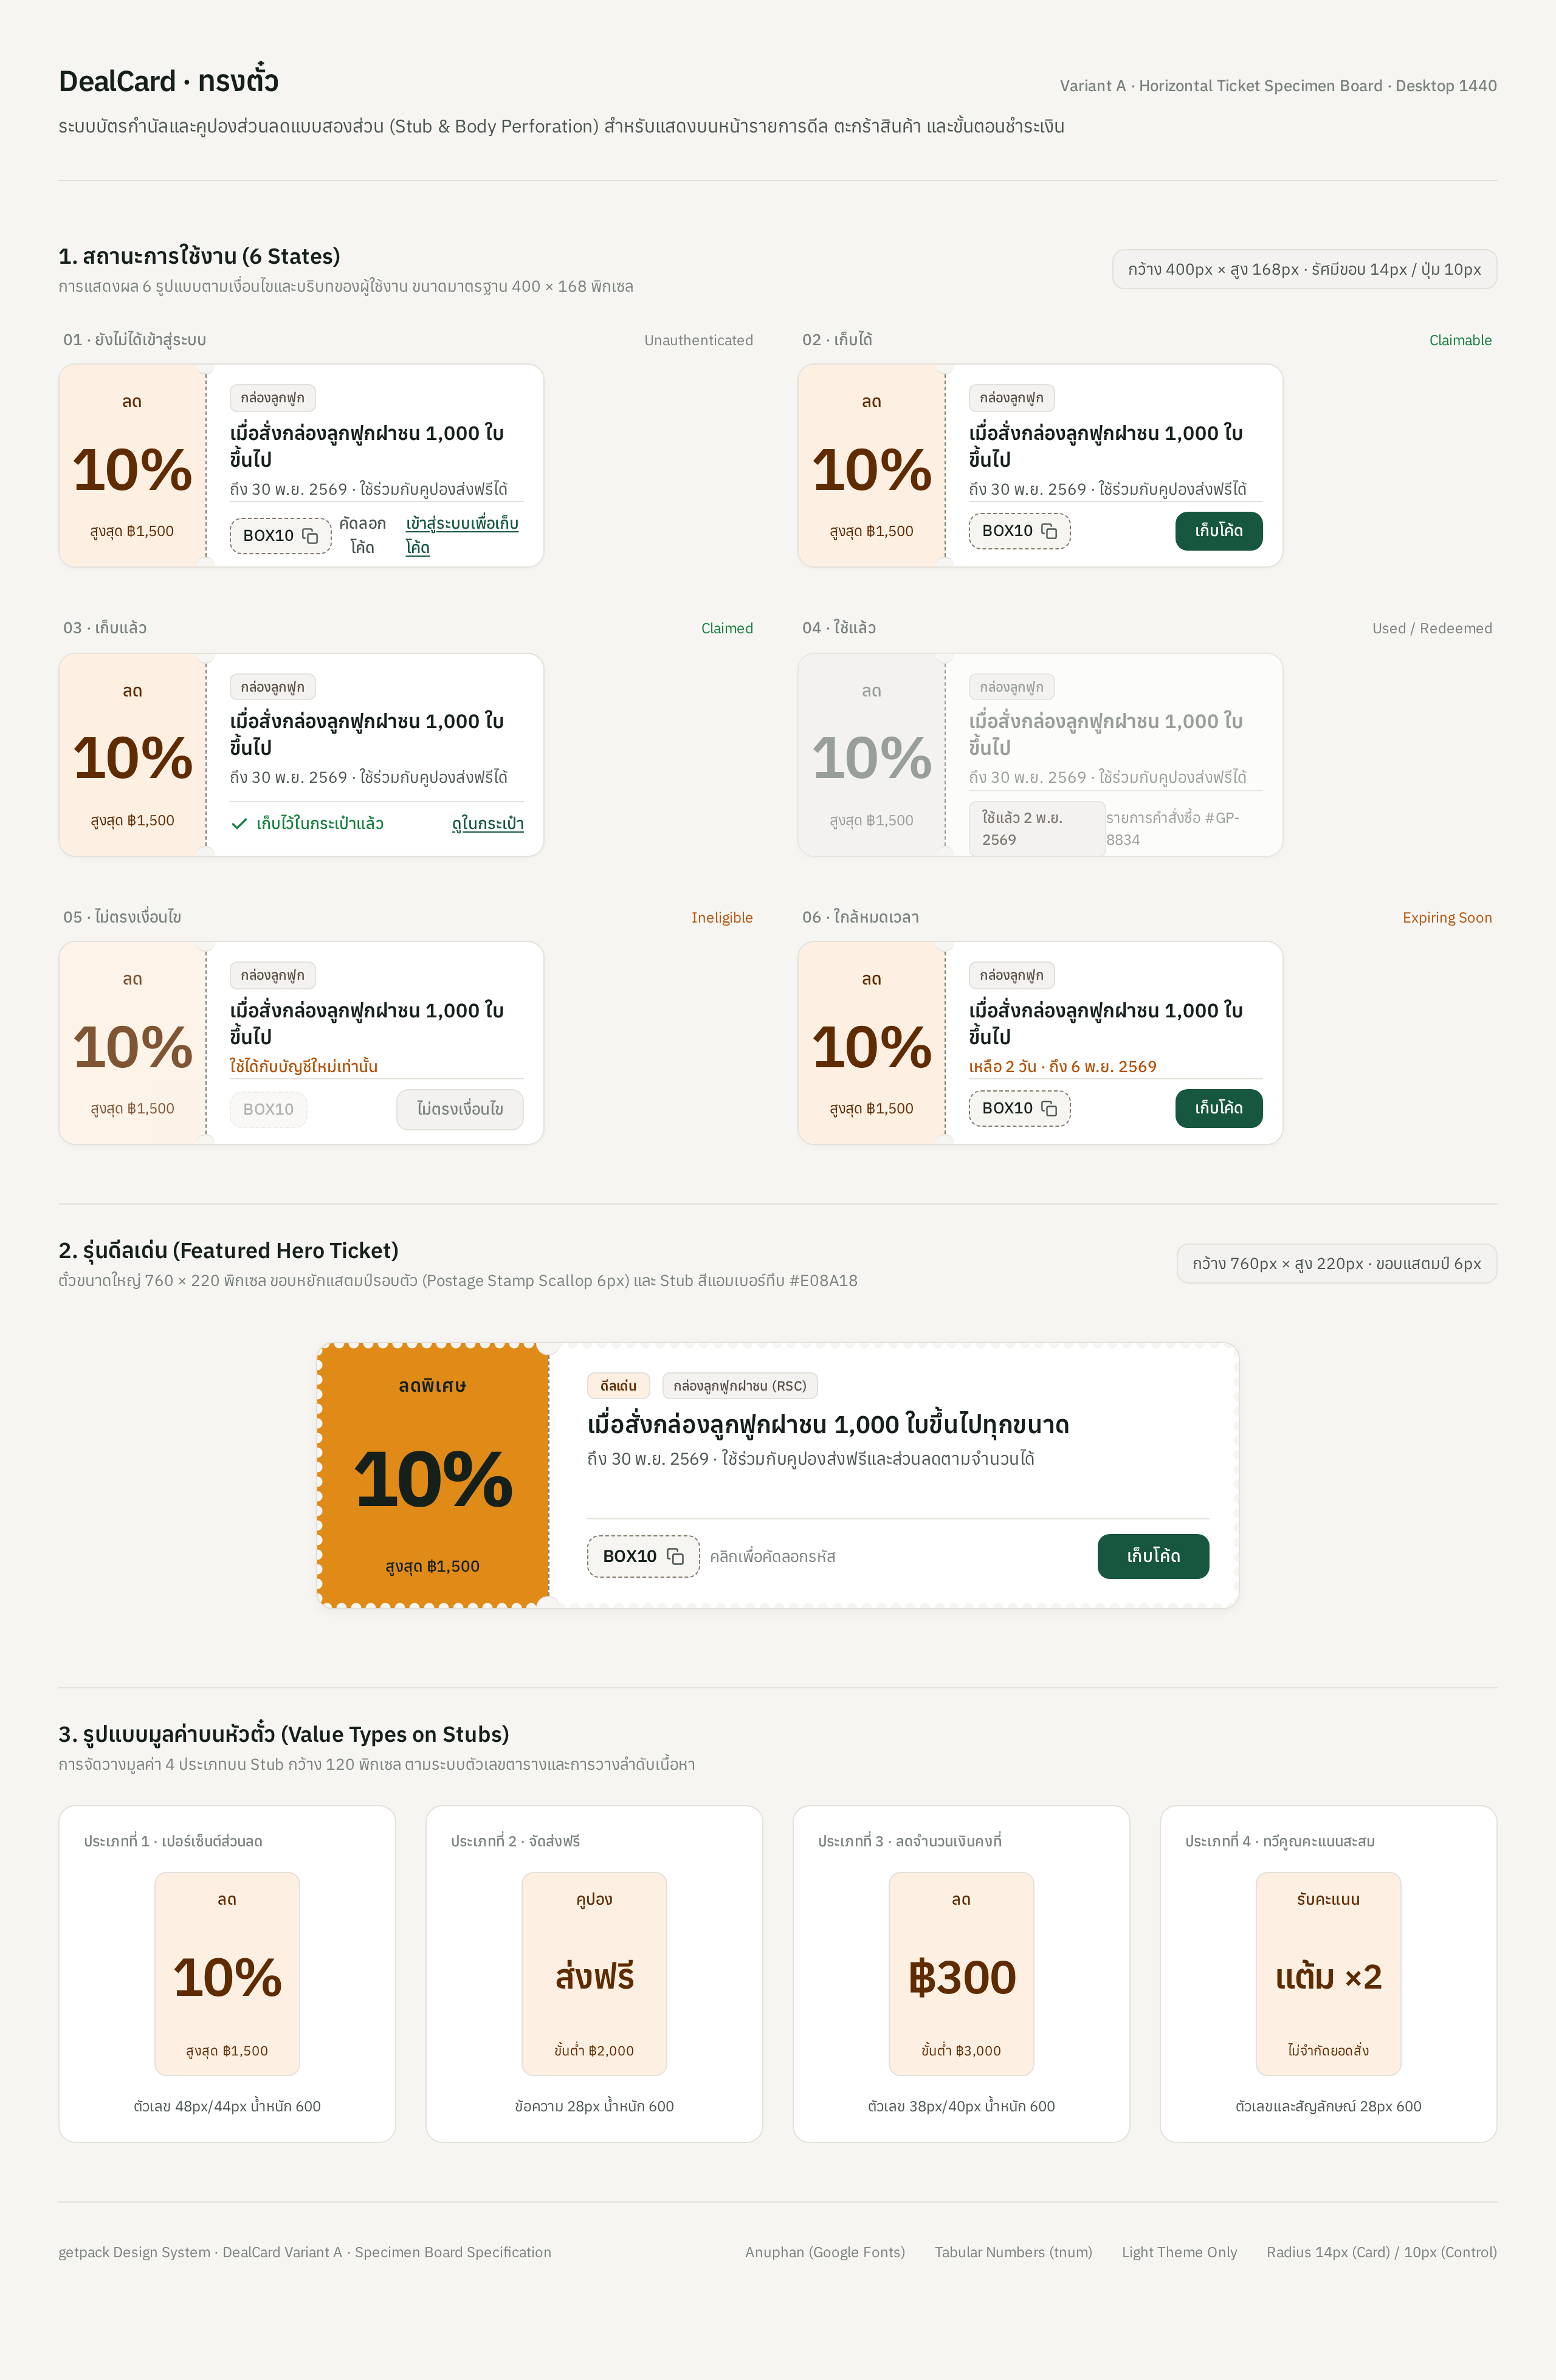 DealCard · ทรงตั๋ว
Variant A · Horizontal Ticket Specimen Board · Desktop 1440
ระบบบัตรกำนัลและคูปองส่วนลดแบบสองส่วน (Stub & Body Perforation) สำหรับแสดงบนหน้ารายการดีล ตะกร้าสินค้า และขั้นตอนชำระเงิน
1. สถานะการใช้งาน (6 States)
การแสดงผล 6 รูปแบบตามเงื่อนไขและบริบทของผู้ใช้งาน ขนาดมาตรฐาน 400 × 168 พิกเซล
กว้าง 400px × สูง 168px · รัศมีขอบ 14px / ปุ่ม 10px
01 · ยังไม่ได้เข้าสู่ระบบ
Unauthenticated
ลด
10%
สูงสุด ฿1,500
กล่องลูกฟูก
เมื่อสั่งกล่องลูกฟูกฝาชน 1,000 ใบ
ขึ้นไป
ถึง 30 พ.ย. 2569 · ใช้ร่วมกับคูปองส่งฟรีได้
BOX10
คัดลอก
โค้ด
เข้าสู่ระบบเพื่อเก็บ
โค้ด
02 · เก็บได้
Claimable
ลด
10%
สูงสุด ฿1,500
กล่องลูกฟูก
เมื่อสั่งกล่องลูกฟูกฝาชน 1,000 ใบ
ขึ้นไป
ถึง 30 พ.ย. 2569 · ใช้ร่วมกับคูปองส่งฟรีได้
BOX10
เก็บโค้ด
03 · เก็บแล้ว
Claimed
ลด
10%
สูงสุด ฿1,500
กล่องลูกฟูก
เมื่อสั่งกล่องลูกฟูกฝาชน 1,000 ใบ
ขึ้นไป
ถึง 30 พ.ย. 2569 · ใช้ร่วมกับคูปองส่งฟรีได้
เก็บไว้ในกระเป๋าแล้ว
ดูในกระเป๋า
04 · ใช้แล้ว
Used / Redeemed
ลด
10%
สูงสุด ฿1,500
กล่องลูกฟูก
เมื่อสั่งกล่องลูกฟูกฝาชน 1,000 ใบ
ขึ้นไป
ถึง 30 พ.ย. 2569 · ใช้ร่วมกับคูปองส่งฟรีได้
ใช้แล้ว 2 พ.ย.
2569
รายการคำสั่งซื้อ #GP-
8834
05 · ไม่ตรงเงื่อนไข
Ineligible
ลด
10%
สูงสุด ฿1,500
กล่องลูกฟูก
เมื่อสั่งกล่องลูกฟูกฝาชน 1,000 ใบ
ขึ้นไป
ใช้ได้กับบัญชีใหม่เท่านั้น
BOX10
ไม่ตรงเงื่อนไข
06 · ใกล้หมดเวลา
Expiring Soon
ลด
10%
สูงสุด ฿1,500
กล่องลูกฟูก
เมื่อสั่งกล่องลูกฟูกฝาชน 1,000 ใบ
ขึ้นไป
เหลือ 2 วัน · ถึง 6 พ.ย. 2569
BOX10
เก็บโค้ด
2. รุ่นดีลเด่น (Featured Hero Ticket)
ตั๋วขนาดใหญ่ 760 × 220 พิกเซล ขอบหยักแสตมป์รอบตัว (Postage Stamp Scallop 6px) และ Stub สีแอมเบอร์ทึบ #E08A18
กว้าง 760px × สูง 220px · ขอบแสตมป์ 6px
ลดพิเศษ
10%
สูงสุด ฿1,500
ดีลเด่น
กล่องลูกฟูกฝาชน (RSC)
เมื่อสั่งกล่องลูกฟูกฝาชน 1,000 ใบขึ้นไปทุกขนาด
ถึง 30 พ.ย. 2569 · ใช้ร่วมกับคูปองส่งฟรีและส่วนลดตามจำนวนได้
BOX10
คลิกเพื่อคัดลอกรหัส
เก็บโค้ด
3. รูปแบบมูลค่าบนหัวตั๋ว (Value Types on Stubs)
การจัดวางมูลค่า 4 ประเภทบน Stub กว้าง 120 พิกเซล ตามระบบตัวเลขตารางและการวางลำดับเนื้อหา
ประเภทที่ 1 · เปอร์เซ็นต์ส่วนลด
ลด
10%
สูงสุด ฿1,500
ตัวเลข 48px/44px น้ำหนัก 600
ประเภทที่ 2 · จัดส่งฟรี
คูปอง
ส่งฟรี
ขั้นต่ำ ฿2,000
ข้อความ 28px น้ำหนัก 600
ประเภทที่ 3 · ลดจำนวนเงินคงที่
ลด
฿300
ขั้นต่ำ ฿3,000
ตัวเลข 38px/40px น้ำหนัก 600
ประเภทที่ 4 · ทวีคูณคะแนนสะสม
รับคะแนน
แต้ม ×2
ไม่จำกัดยอดสั่ง
ตัวเลขและสัญลักษณ์ 28px 600
getpack Design System · DealCard Variant A · Specimen Board Specification
Anuphan (Google Fonts)
Tabular Numbers (tnum)
Light Theme Only
Radius 14px (Card) / 10px (Control)